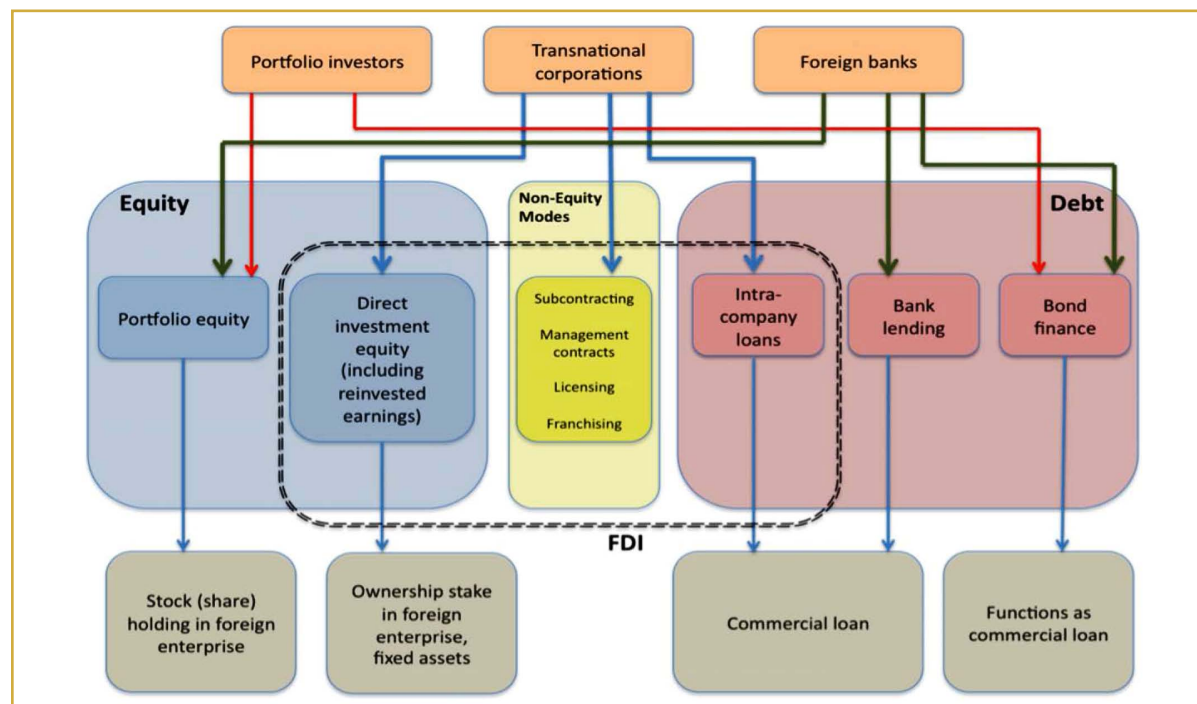 Portfolio investors
Transnational
corporations
Foreign banks
Equity
Non-Equity
Modes
Debt
Portfolio equity
Direct
investment
equity
(including
reinvested
earnings)
Subcontracting
Management
contracts
Licensing
Franchising
Intra-
company
loans
Bank
lending
Bond
finance
FDI
Stock (share)
holding in foreign
enterprise
Ownership stake
in foreign
enterprise,
fixed assets
Commercial loan
Functions as
commercial loan